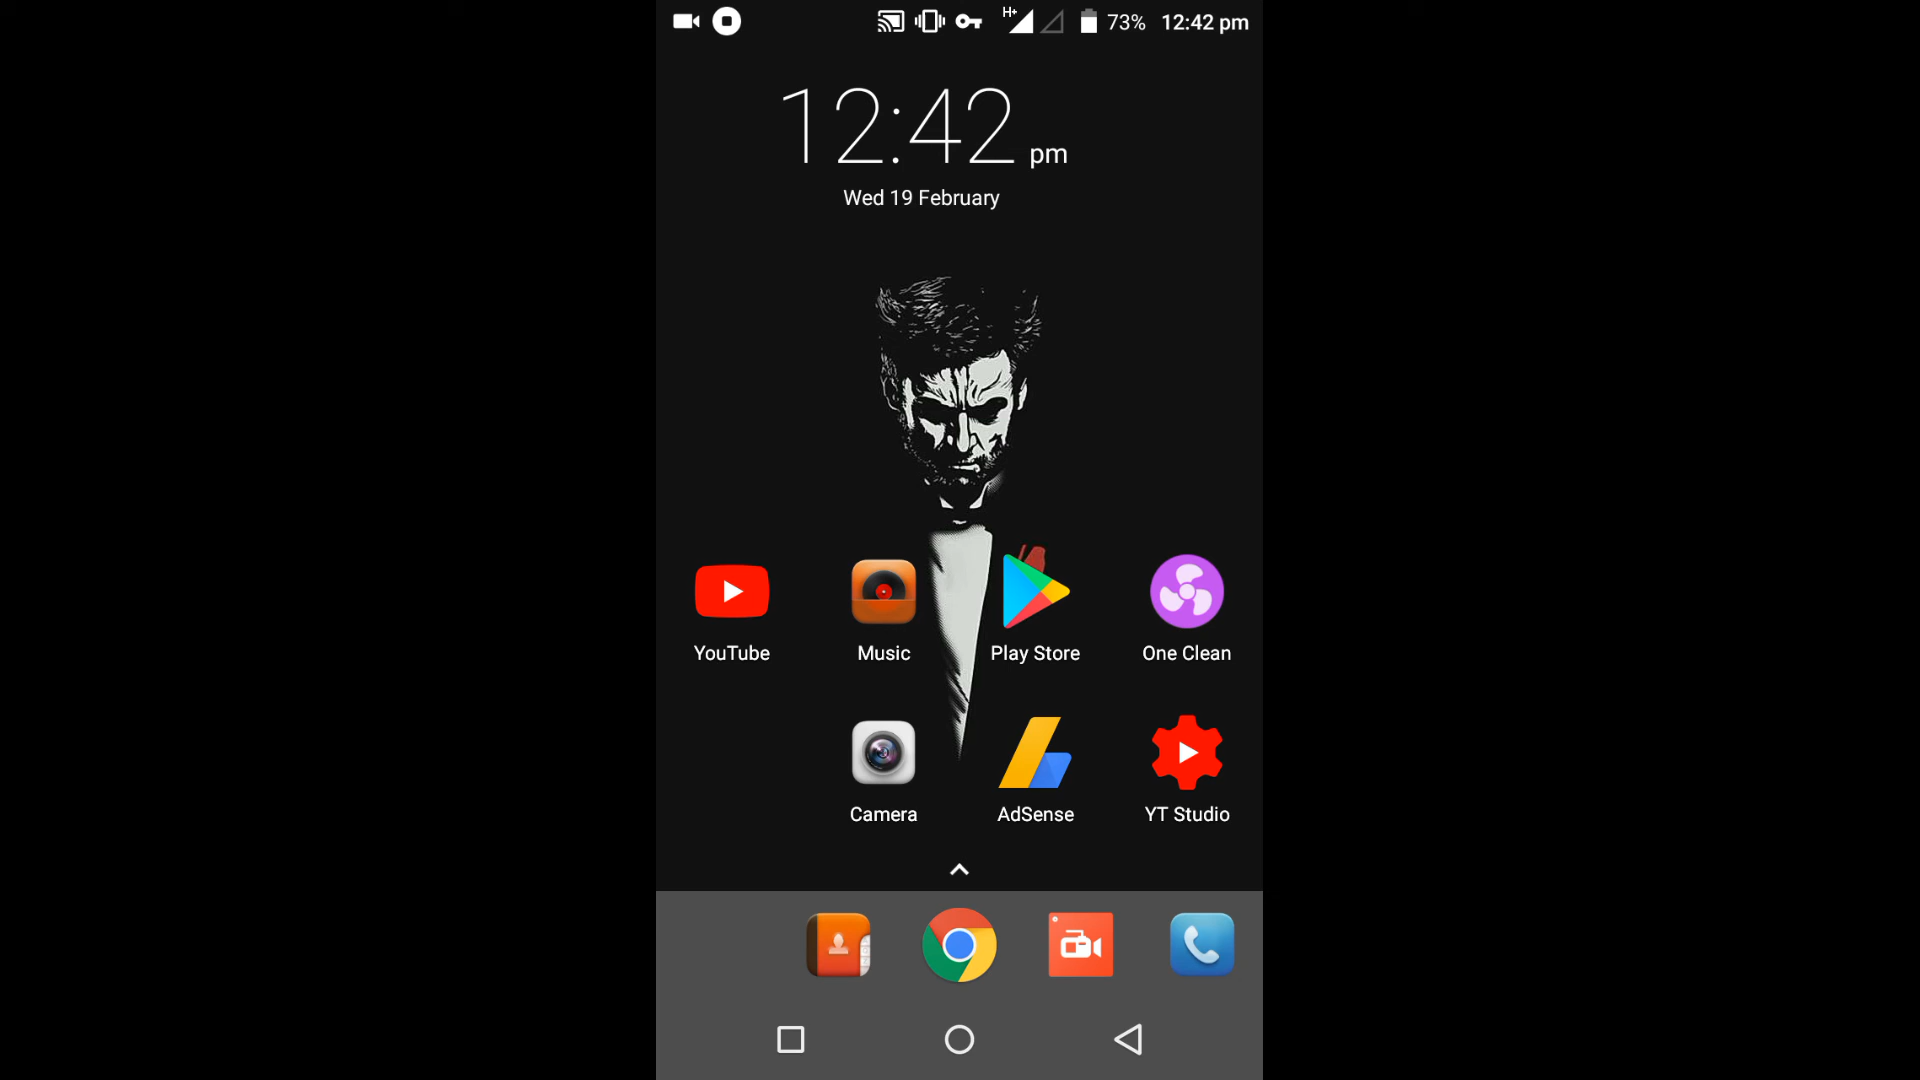 H+ 73% 12:42 pm
12:42 pm
Wed 19 February
YouTube Music Play Store One Clean
Camera AdSense YT Studio